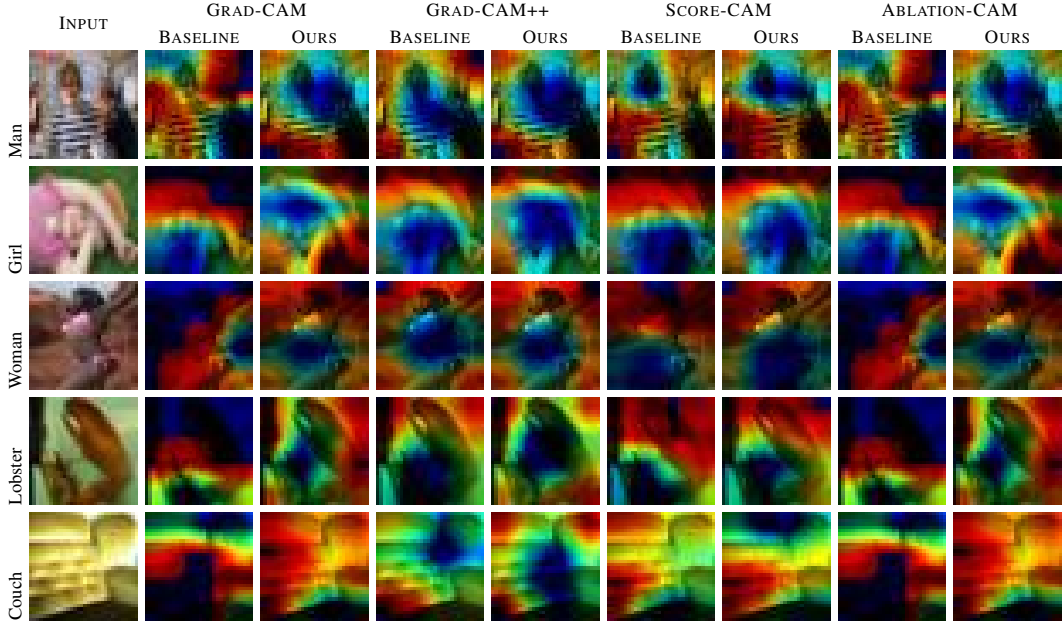 INPUT
GRAD-CAM
GRAD-CAM++
SCORE-CAM
ABLATION-CAM
BASELINE OURS BASELINE OURS BASELINE OURS BASELINE OURS
Man
Girl
Woman
Lobster
Couch